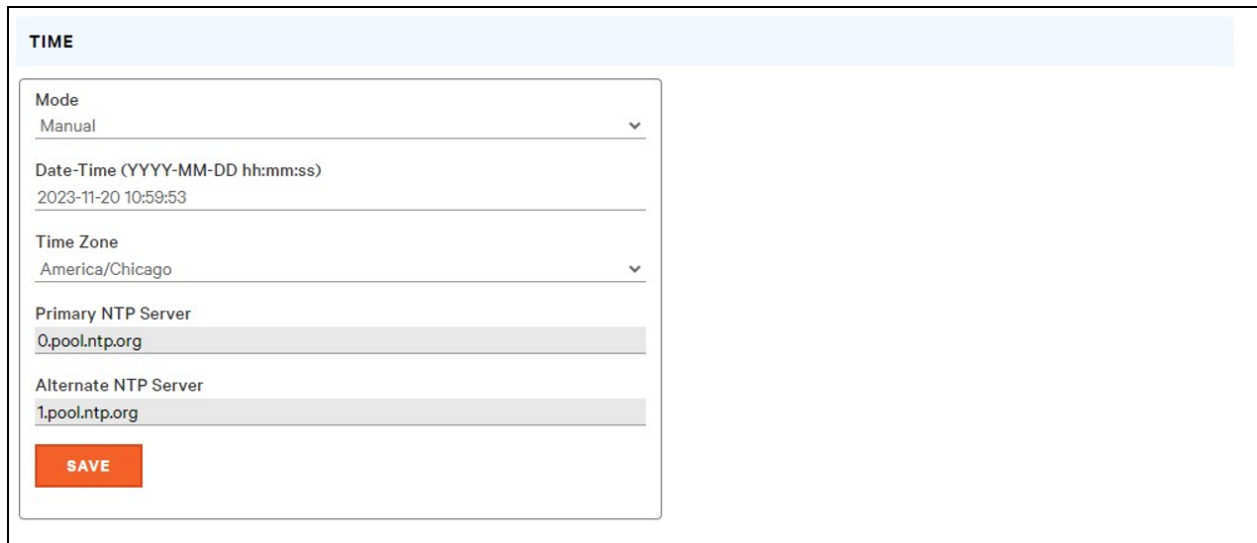 TIME
Mode
Manual
Date-Time (YYYY-MM-DD hh:mm:ss)
2023-11-20 10:59:53
Time Zone
America/Chicago
Primary NTP Server
0.pool.ntp.org
Alternate NTP Server
1.pool.ntp.org
SAVE